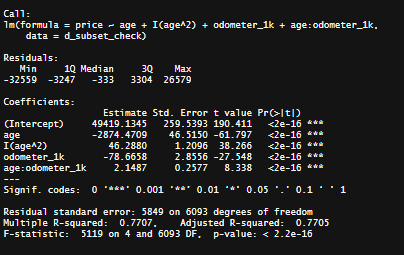 Call:
lm(formula = price ~ age + I(age^2) + odometer_1k + age:odometer_1k,
    data = d_subset_check)
Residuals:
   Min     1Q Median     3Q    Max
-32559  -3247   -333   3304  26579
Coefficients:
                  Estimate Std. Error t value Pr(>|t|)
(Intercept)     49419.1345   259.5393 190.411   <2e-16 ***
age             -2874.4709    46.5150 -61.797   <2e-16 ***
I(age^2)           46.2880     1.2096  38.266   <2e-16 ***
odometer_1k       -78.6658     2.8556 -27.548   <2e-16 ***
age:odometer_1k     2.1487     0.2577   8.338   <2e-16 ***
---
Signif. codes:  0 '***' 0.001 '**' 0.01 '*' 0.05 '.' 0.1 ' ' 1
Residual standard error: 5849 on 6093 degrees of freedom
Multiple R-squared:  0.7707,	Adjusted R-squared:  0.7705
F-statistic:  5119 on 4 and 6093 DF,  p-value: < 2.2e-16